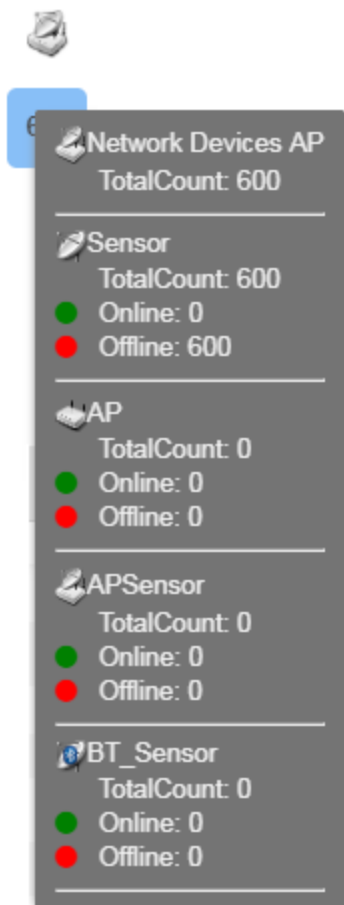 Network Devices AP
TotalCount: 600
Sensor
TotalCount: 600
Online: 0
Offline: 600
AP
TotalCount: 0
Online: 0
Offline: 0
APSensor
TotalCount: 0
Online: 0
Offline: 0
BT_Sensor
TotalCount: 0
Online: 0
Offline: 0